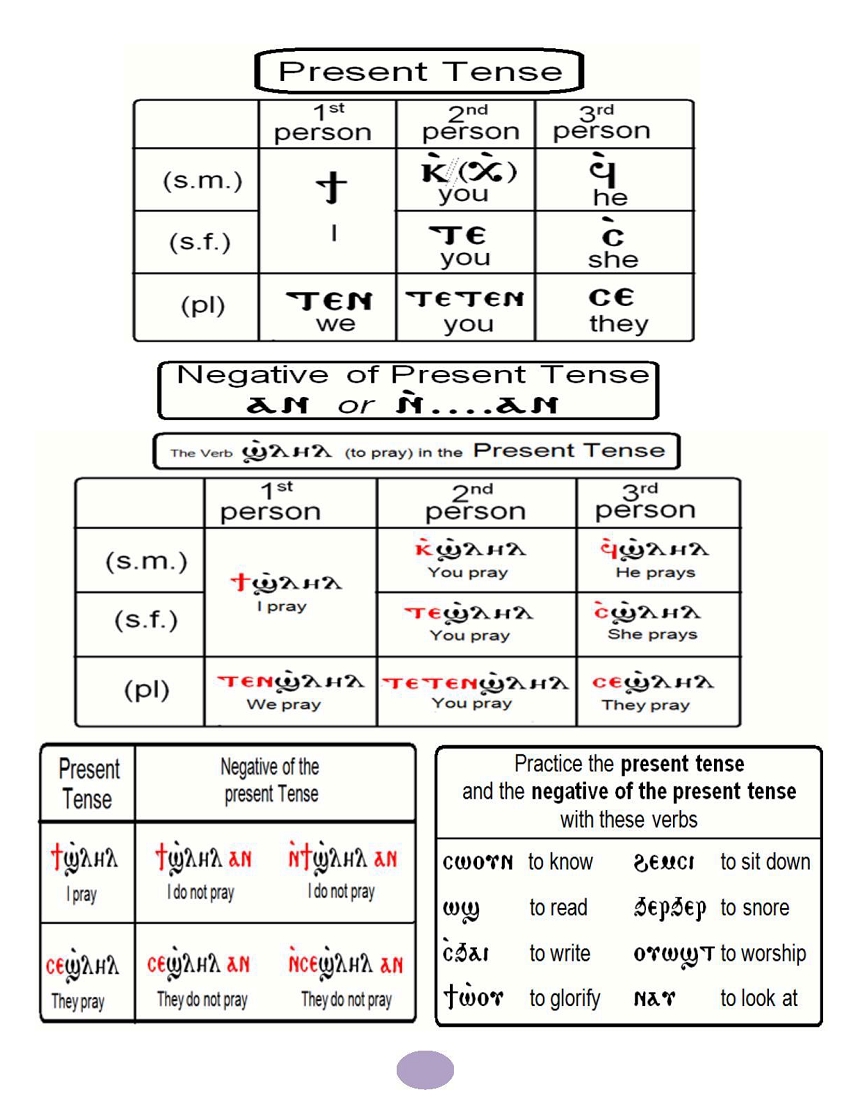 Present Tense
1st person 2nd person 3rd person
(s.m.) ϯ ⲕ̀ // (ⲭ̀) ϥ̀
you he
(s.f.) I ⲧⲉ ⲥ̀
you she
(pl) ⲧⲉⲛ ⲧⲉⲧⲉⲛ ⲥⲉ
we you they
Negative of Present Tense
ⲁⲛ or ⲛ̀....ⲁⲛ
The Verb ϣ̀ⲗⲏⲗ (to pray) in the Present Tense
1st person 2nd person 3rd person
(s.m.) ⲕ̀ϣ̀ⲗⲏⲗ ϥ̀ϣ̀ⲗⲏⲗ
You pray He prays
ϯϣ̀ⲗⲏⲗ
I pray
(s.f.) ⲧⲉϣ̀ⲗⲏⲗ ⲥ̀ϣ̀ⲗⲏⲗ
You pray She prays
(pl) ⲧⲉⲛϣ̀ⲗⲏⲗ ⲧⲉⲧⲉⲛϣ̀ⲗⲏⲗ ⲥⲉϣ̀ⲗⲏⲗ
We pray You pray They pray
Present Tense
Negative of the
present Tense
ϯϣ̀ⲗⲏⲗ ϯϣ̀ⲗⲏⲗ ⲁⲛ ⲛ̀ϯϣ̀ⲗⲏⲗ ⲁⲛ
I pray I do not pray I do not pray
ⲥⲉϣ̀ⲗⲏⲗ ⲥⲉϣ̀ⲗⲏⲗ ⲁⲛ ⲛ̀ⲥⲉϣ̀ⲗⲏⲗ ⲁⲛ
They pray They do not pray They do not pray
Practice the present tense
and the negative of the present tense
with these verbs
ⲥⲱⲟⲩⲛ to know ϩⲉⲙⲥⲓ to sit down
ⲱϣ to read ϧⲉⲣϧⲉⲣ to snore
ⲥ̀ϧⲁⲓ to write ⲟⲩⲱϣⲧ to worship
ϯⲱ̀ⲟⲩ to glorify ⲛⲁⲩ to look at